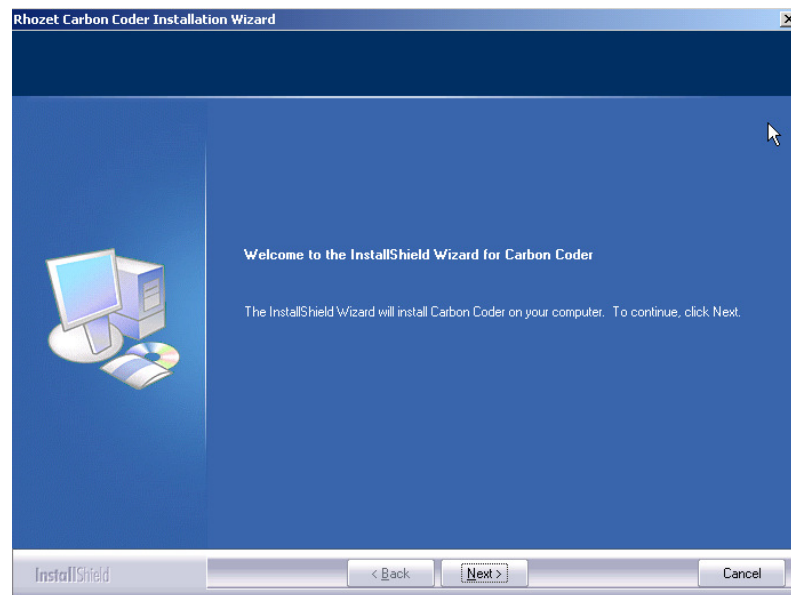 Rhozet Carbon Coder Installation Wizard
Welcome to the InstallShield Wizard for Carbon Coder
The InstallShield Wizard will install Carbon Coder on your computer. To continue, click Next.
InstallShield
< Back
Next >
Cancel